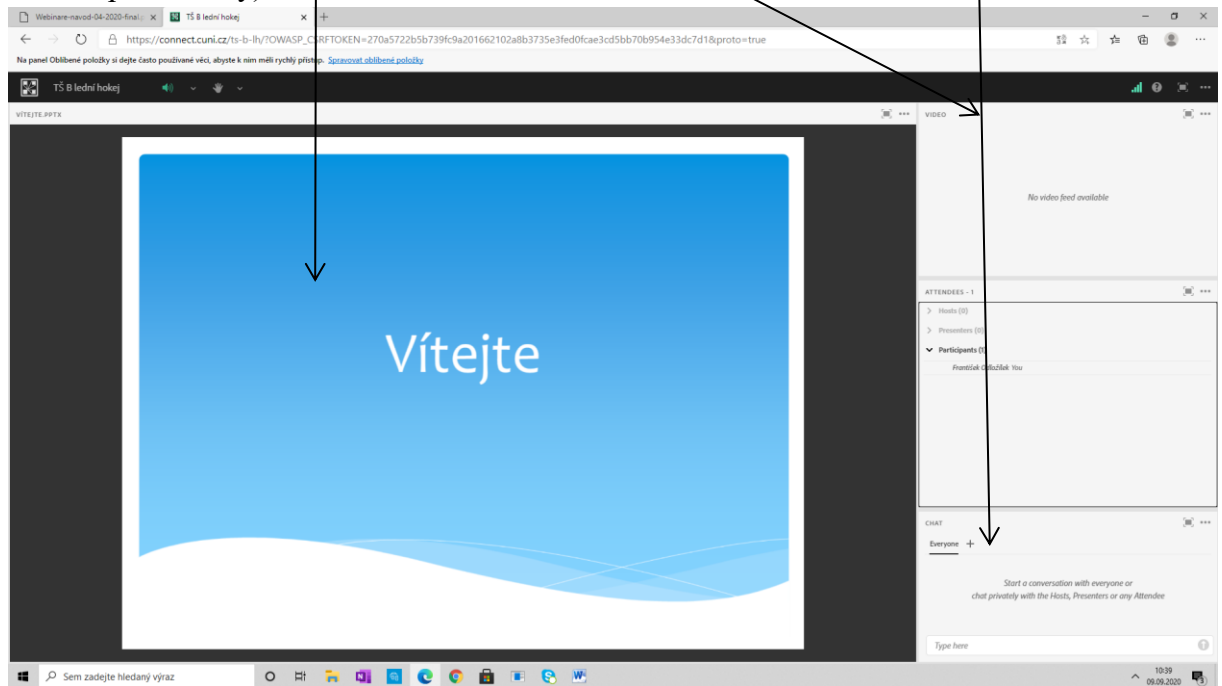 Webinare-navod-04-2020-final.p
TŠ B lední hokej
https://connect.cuni.cz/ts-b-lh/?OWASP_CSRFTOKEN=270a5722b5b739fc9a201662102a8b3735e3fed0fcae3cd5bb70b954e33dc7d1&proto=true
Na panel Oblíbené položky si dejte často používané věci, abyste k nim měli rychlý přístup. Spravovat oblíbené položky
TŠ B lední hokej
VÍTEJTE.PPTX
VIDEO
Vítejte
No video feed available
ATTENDEES - 1
Hosts (0)
Presenters (0)
Participants (1)
František You
CHAT
Everyone
Start a conversation with everyone or
chat privately with the Hosts, Presenters or any Attendee
Type here
Sem zadejte hledaný výraz
10:39
09.09.2020